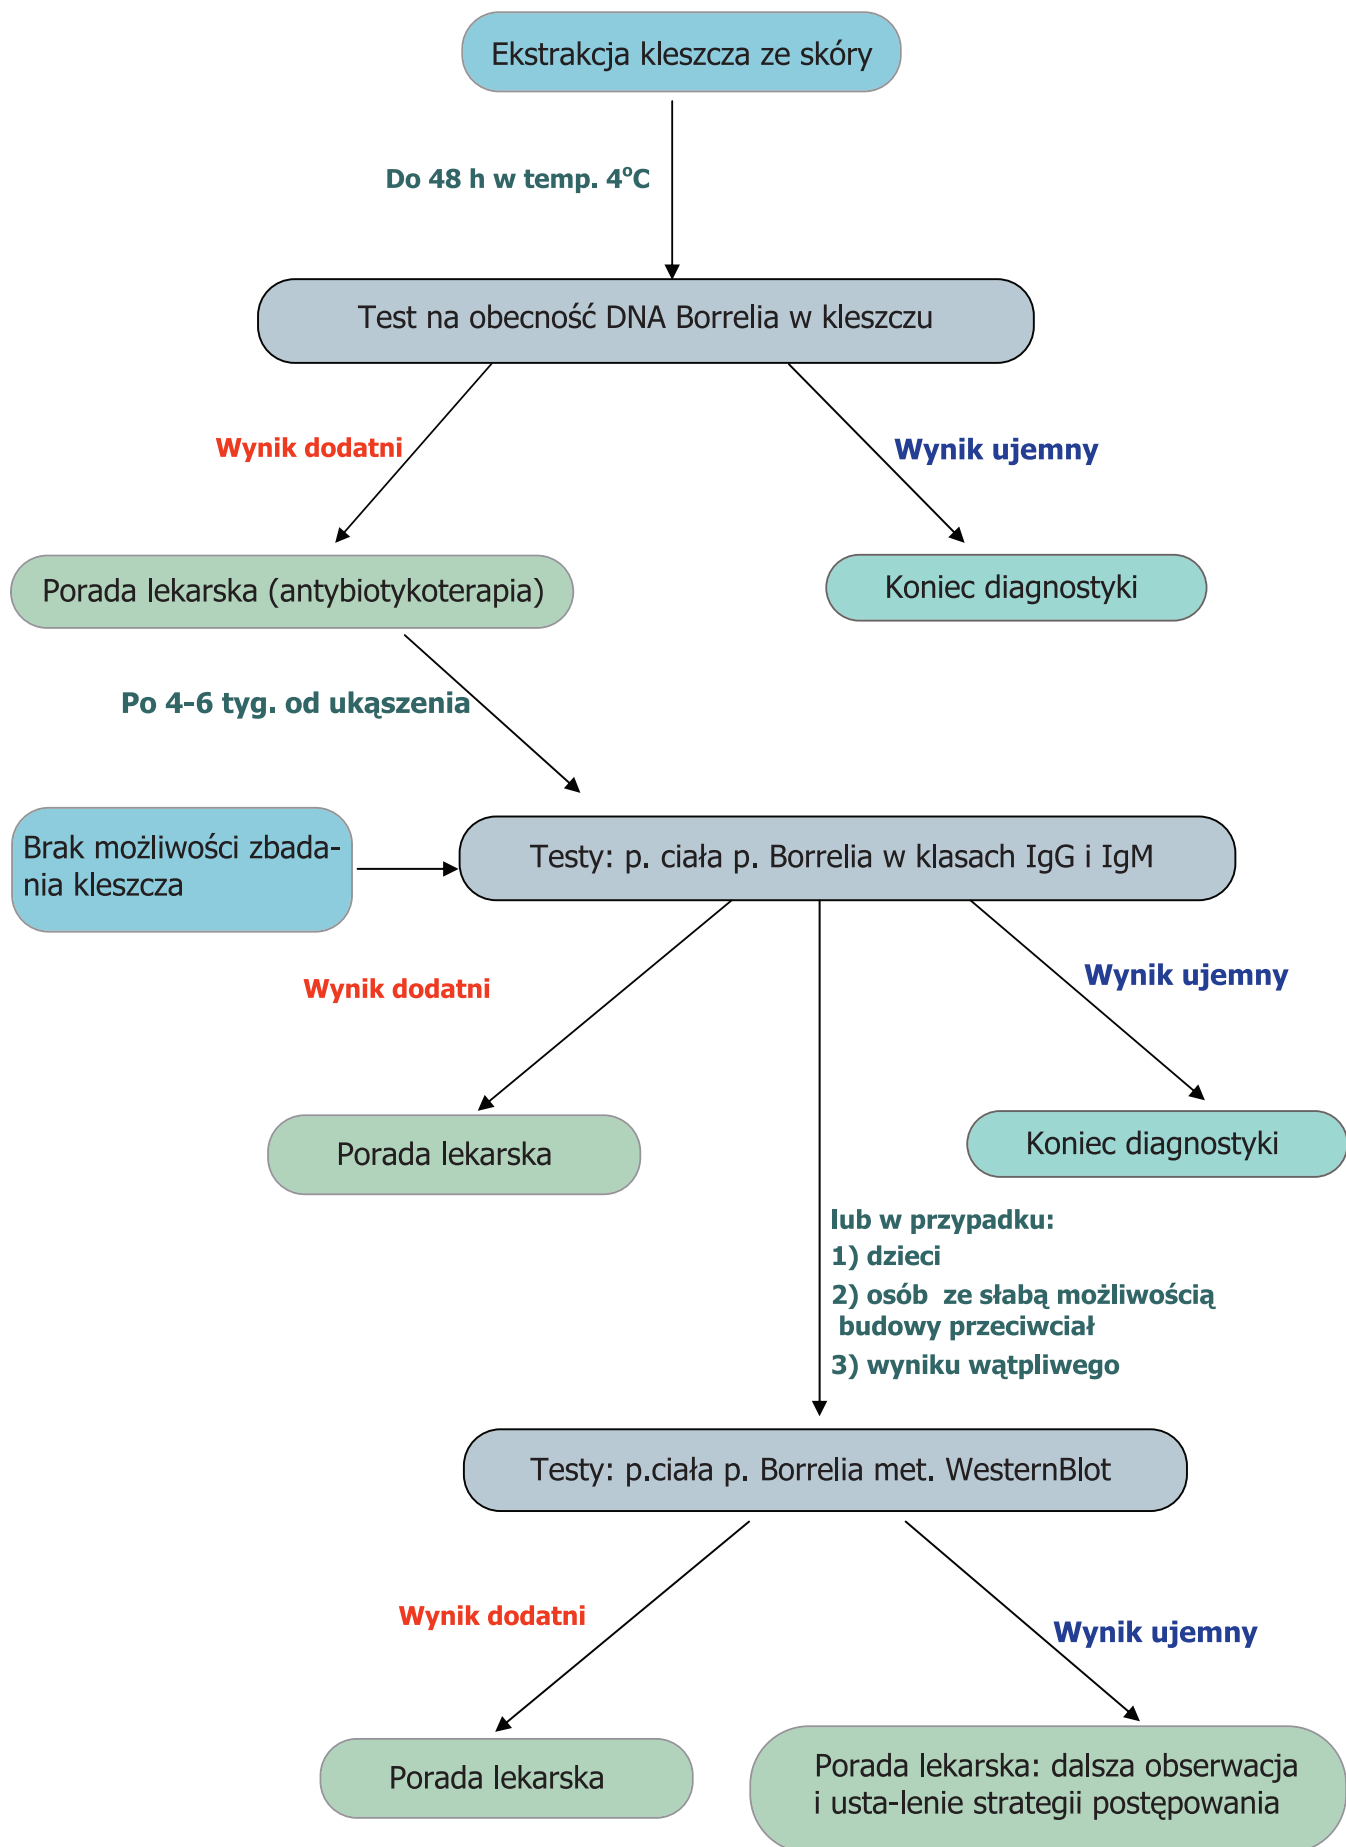 Ekstrakcja kleszcza ze skóry
Do 48 h w temp. 4°C
Test na obecność DNA Borrelia w kleszczu
Wynik dodatni
Wynik ujemny
Porada lekarska (antybiotykoterapia)
Koniec diagnostyki
Po 4-6 tyg. od ukąszenia
Brak możliwości zbada-
nia kleszcza
Testy: p. ciała p. Borrelia w klasach IgG i IgM
Wynik dodatni
Wynik ujemny
Porada lekarska
Koniec diagnostyki
lub w przypadku:
1) dzieci
2) osób ze słabą możliwością
budowy przeciwciał
3) wyniku wątpliwego
Testy: p.ciała p. Borrelia met. WesternBlot
Wynik dodatni
Wynik ujemny
Porada lekarska
Porada lekarska: dalsza obserwacja
i usta-lenie strategii postępowania